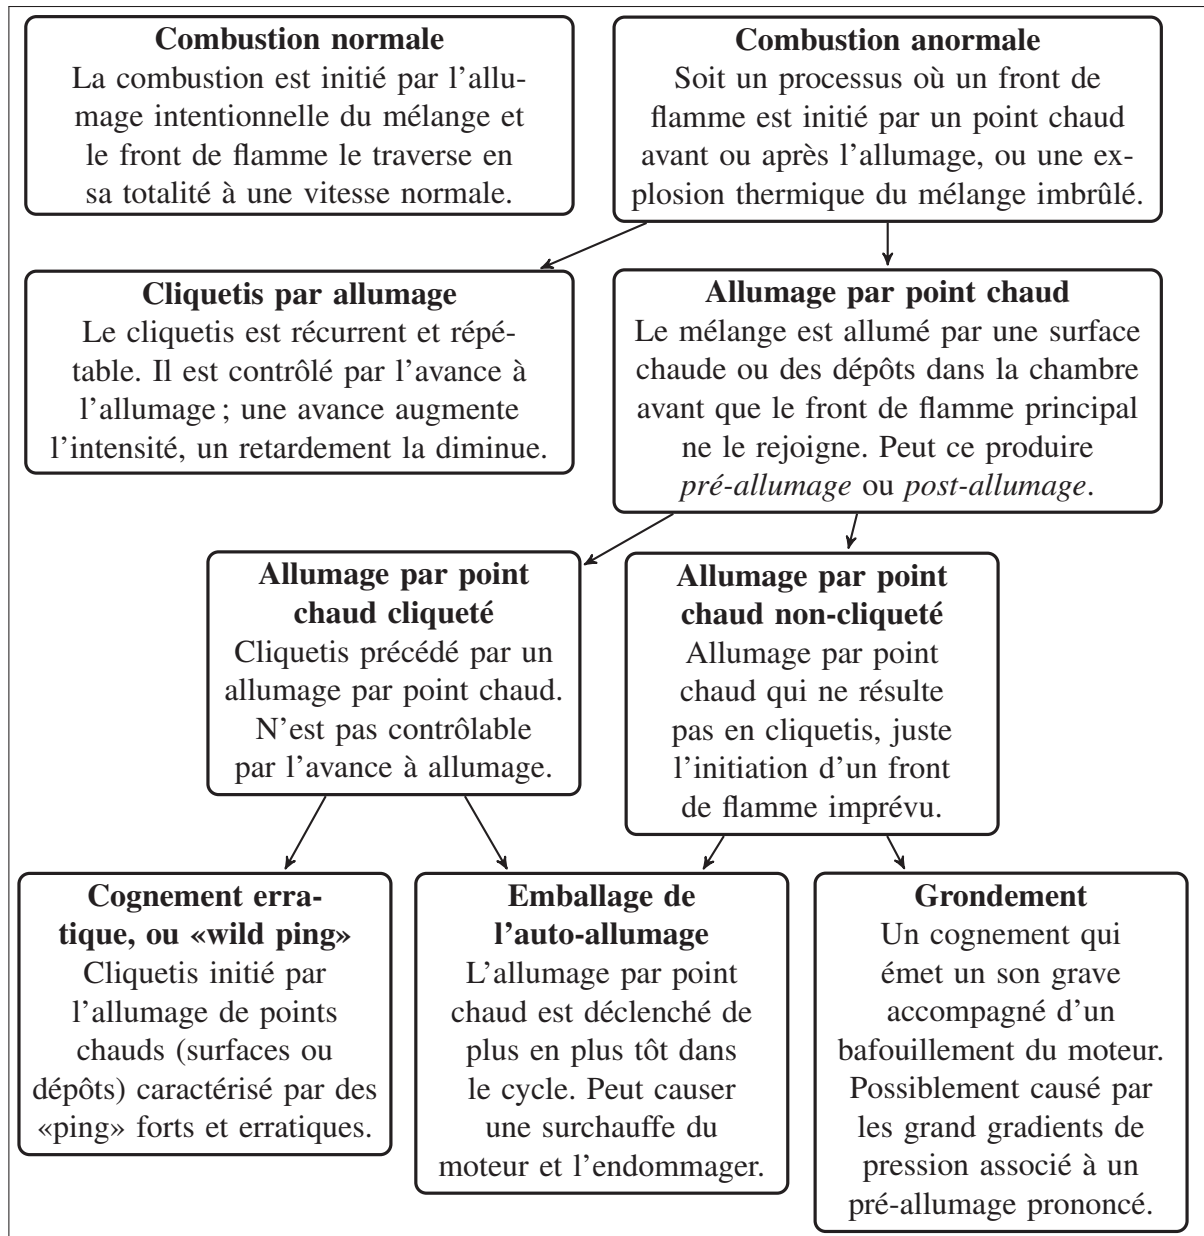 Combustion normale
La combustion est initié par l'allu-
mage intentionnelle du mélange et
le front de flamme le traverse en
sa totalité à une vitesse normale.
Combustion anormale
Soit un processus où un front de
flamme est initié par un point chaud
avant ou après l'allumage, ou une ex-
plosion thermique du mélange imbrûlé.
Cliquetis par allumage
Le cliquetis est récurrent et répé-
table. Il est contrôlé par l'avance à
l'allumage ; une avance augmente
l'intensité, un retardement la diminue.
Allumage par point chaud
Le mélange est allumé par une surface
chaude ou des dépôts dans la chambre
avant que le front de flamme principal
ne le rejoigne. Peut ce produire
pré-allumage ou post-allumage.
Allumage par point
chaud cliqueté
Cliquetis précédé par un
allumage par point chaud.
N'est pas contrôlable
par l'avance à allumage.
Allumage par point
chaud non-cliqueté
Allumage par point
chaud qui ne résulte
pas en cliquetis, juste
l'initiation d'un front
de flamme imprévu.
Cognement erra-
tique, ou «wild ping»
Cliquetis initié par
l'allumage de points
chauds (surfaces ou
dépôts) caractérisé par des
«ping» forts et erratiques.
Emballage de
l'auto-allumage
L'allumage par point
chaud est déclenché de
plus en plus tôt dans
le cycle. Peut causer
une surchauffe du
moteur et l'endommager.
Grondement
Un cognement qui
émet un son grave
accompagné d'un
bafouillement du moteur.
Possiblement causé par
les grand gradients de
pression associé à un
pré-allumage prononcé.